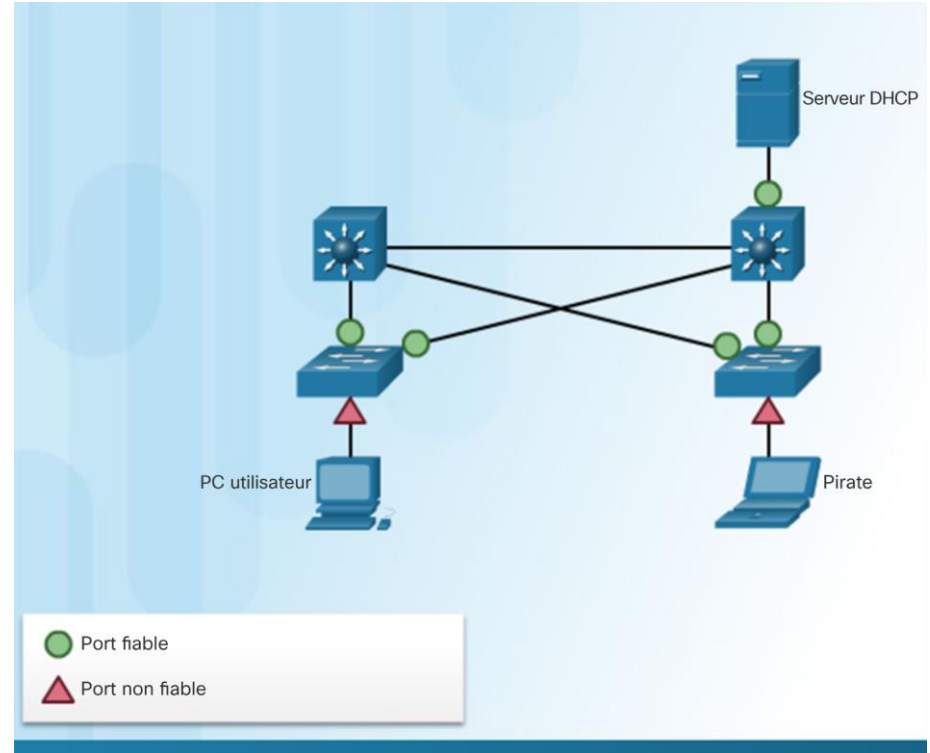 Serveur DHCP
PC utilisateur
Pirate
Port fiable
Port non fiable